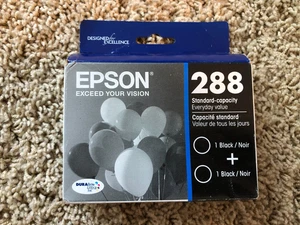 DESIGNED FOR
EXCELLENCE
EPSON
EXCEED YOUR VISION
288
Standard-capacity
Everyday value
Capacité standard
Valeur de tous les jours
1 Black / Noir
+
1 Black / Noir
DURABrite
Ultra